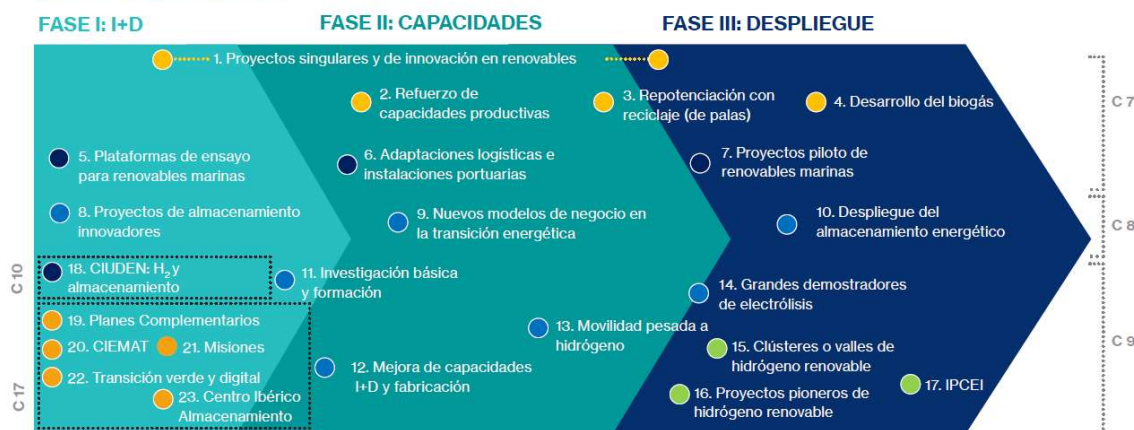 FASE I: I+D
FASE II: CAPACIDADES
FASE III: DESPLIEGUE
1. Proyectos singulares y de innovación en renovables
2. Refuerzo de
capacidades productivas
3. Repotenciación con
reciclaje (de palas)
4. Desarrollo del biogás
C 7
5. Plataformas de ensayo
para renovables marinas
6. Adaptaciones logísticas e
instalaciones portuarias
7. Proyectos piloto de
renovables marinas
8. Proyectos de almacenamiento
innovadores
9. Nuevos modelos de negocio en
la transición energética
10. Despliegue del
almacenamiento energético
C 8
C 10
18. CIUDEN: H2 y
almacenamiento
11. Investigación básica
y formación
14. Grandes demostradores
de electrólisis
19. Planes Complementarios
20. CIEMAT
21. Misiones
22. Transición verde y digital
23. Centro Ibérico
Almacenamiento
C 17
12. Mejora de capacidades
I+D y fabricación
13. Movilidad pesada a
hidrógeno
15. Clústeres o valles de
hidrógeno renovable
16. Proyectos pioneros de
hidrógeno renovable
17. IPCEI
C 9